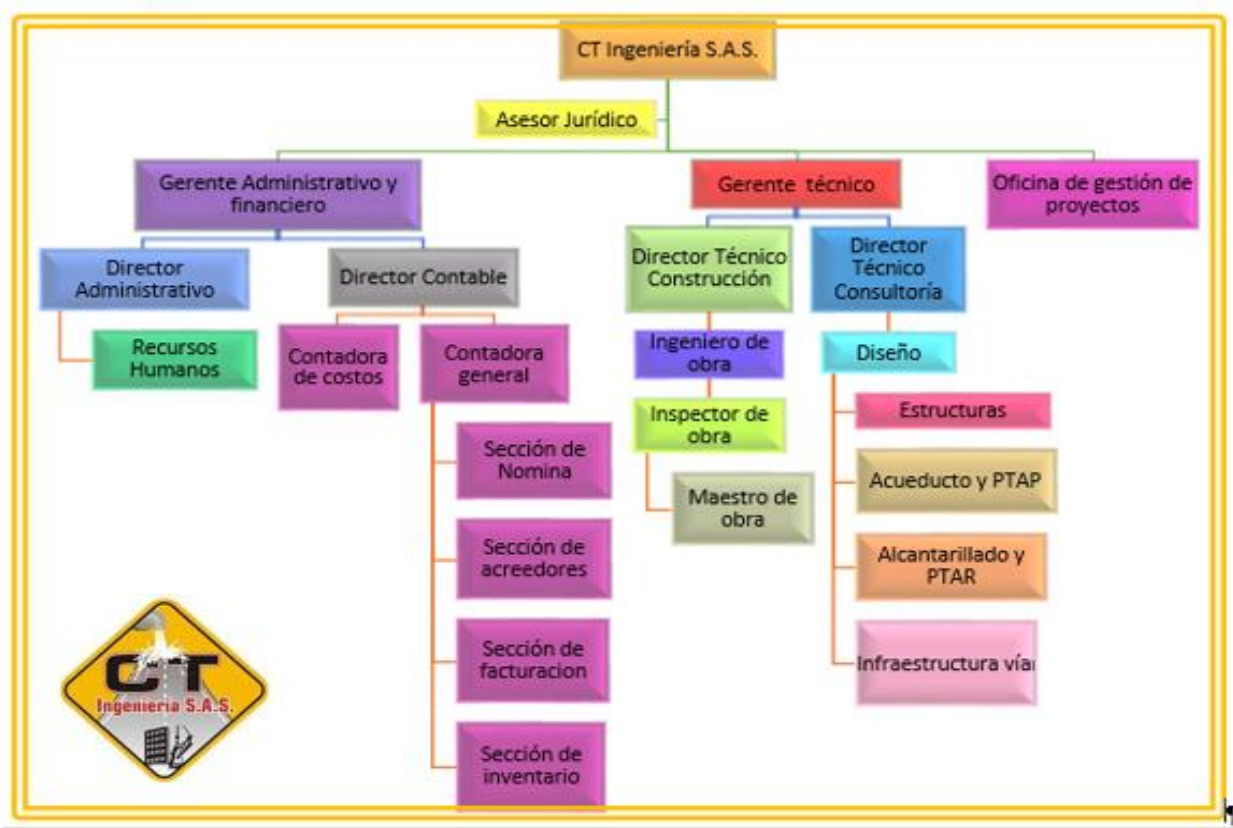 CT Ingeniería S.A.S.
Asesor Jurídico
Gerente Administrativo y
financiero
Gerente técnico
Oficina de gestión de
proyectos
Director
Administrativo
Director Contable
Director Técnico
Construcción
Director
Técnico
Consultoría
Recursos
Humanos
Contadora
de costos
Contadora
general
Ingeniero de
obra
Diseño
Inspector de
obra
Estructuras
Sección de
Nomina
Acueducto y PTAP
Maestro de
obra
Sección de
acreedores
Alcantarillado y
PTAR
Sección de
facturacion
Infraestructura vía
Sección de
inventario
CT
Ingeniería S.A.S.